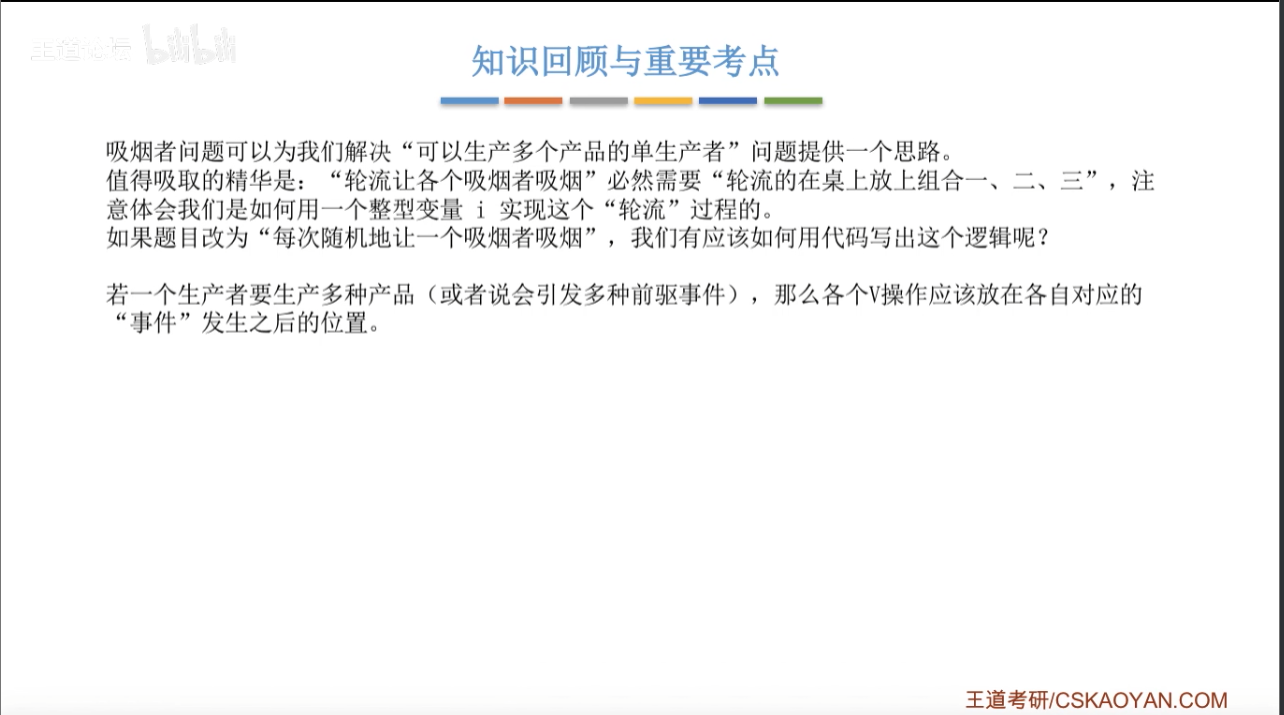 王道论坛 bilibili
知识回顾与重要考点
吸烟者问题可以为我们解决“可以生产多个产品的单生产者”问题提供一个思路。
值得吸取的精华是：“轮流让各个吸烟者吸烟”必然需要“轮流的在桌上放上组合一、二、三”，注
意体会我们是如何用一个整型变量 i 实现这个“轮流”过程的。
如果题目改为“每次随机地让一个吸烟者吸烟”，我们有应该如何用代码写出这个逻辑呢？
若一个生产者要生产多种产品（或者说会引发多种前驱事件），那么各个V操作应该放在各自对应的
“事件”发生之后的位置。
王道考研/CSKAOYAN.COM